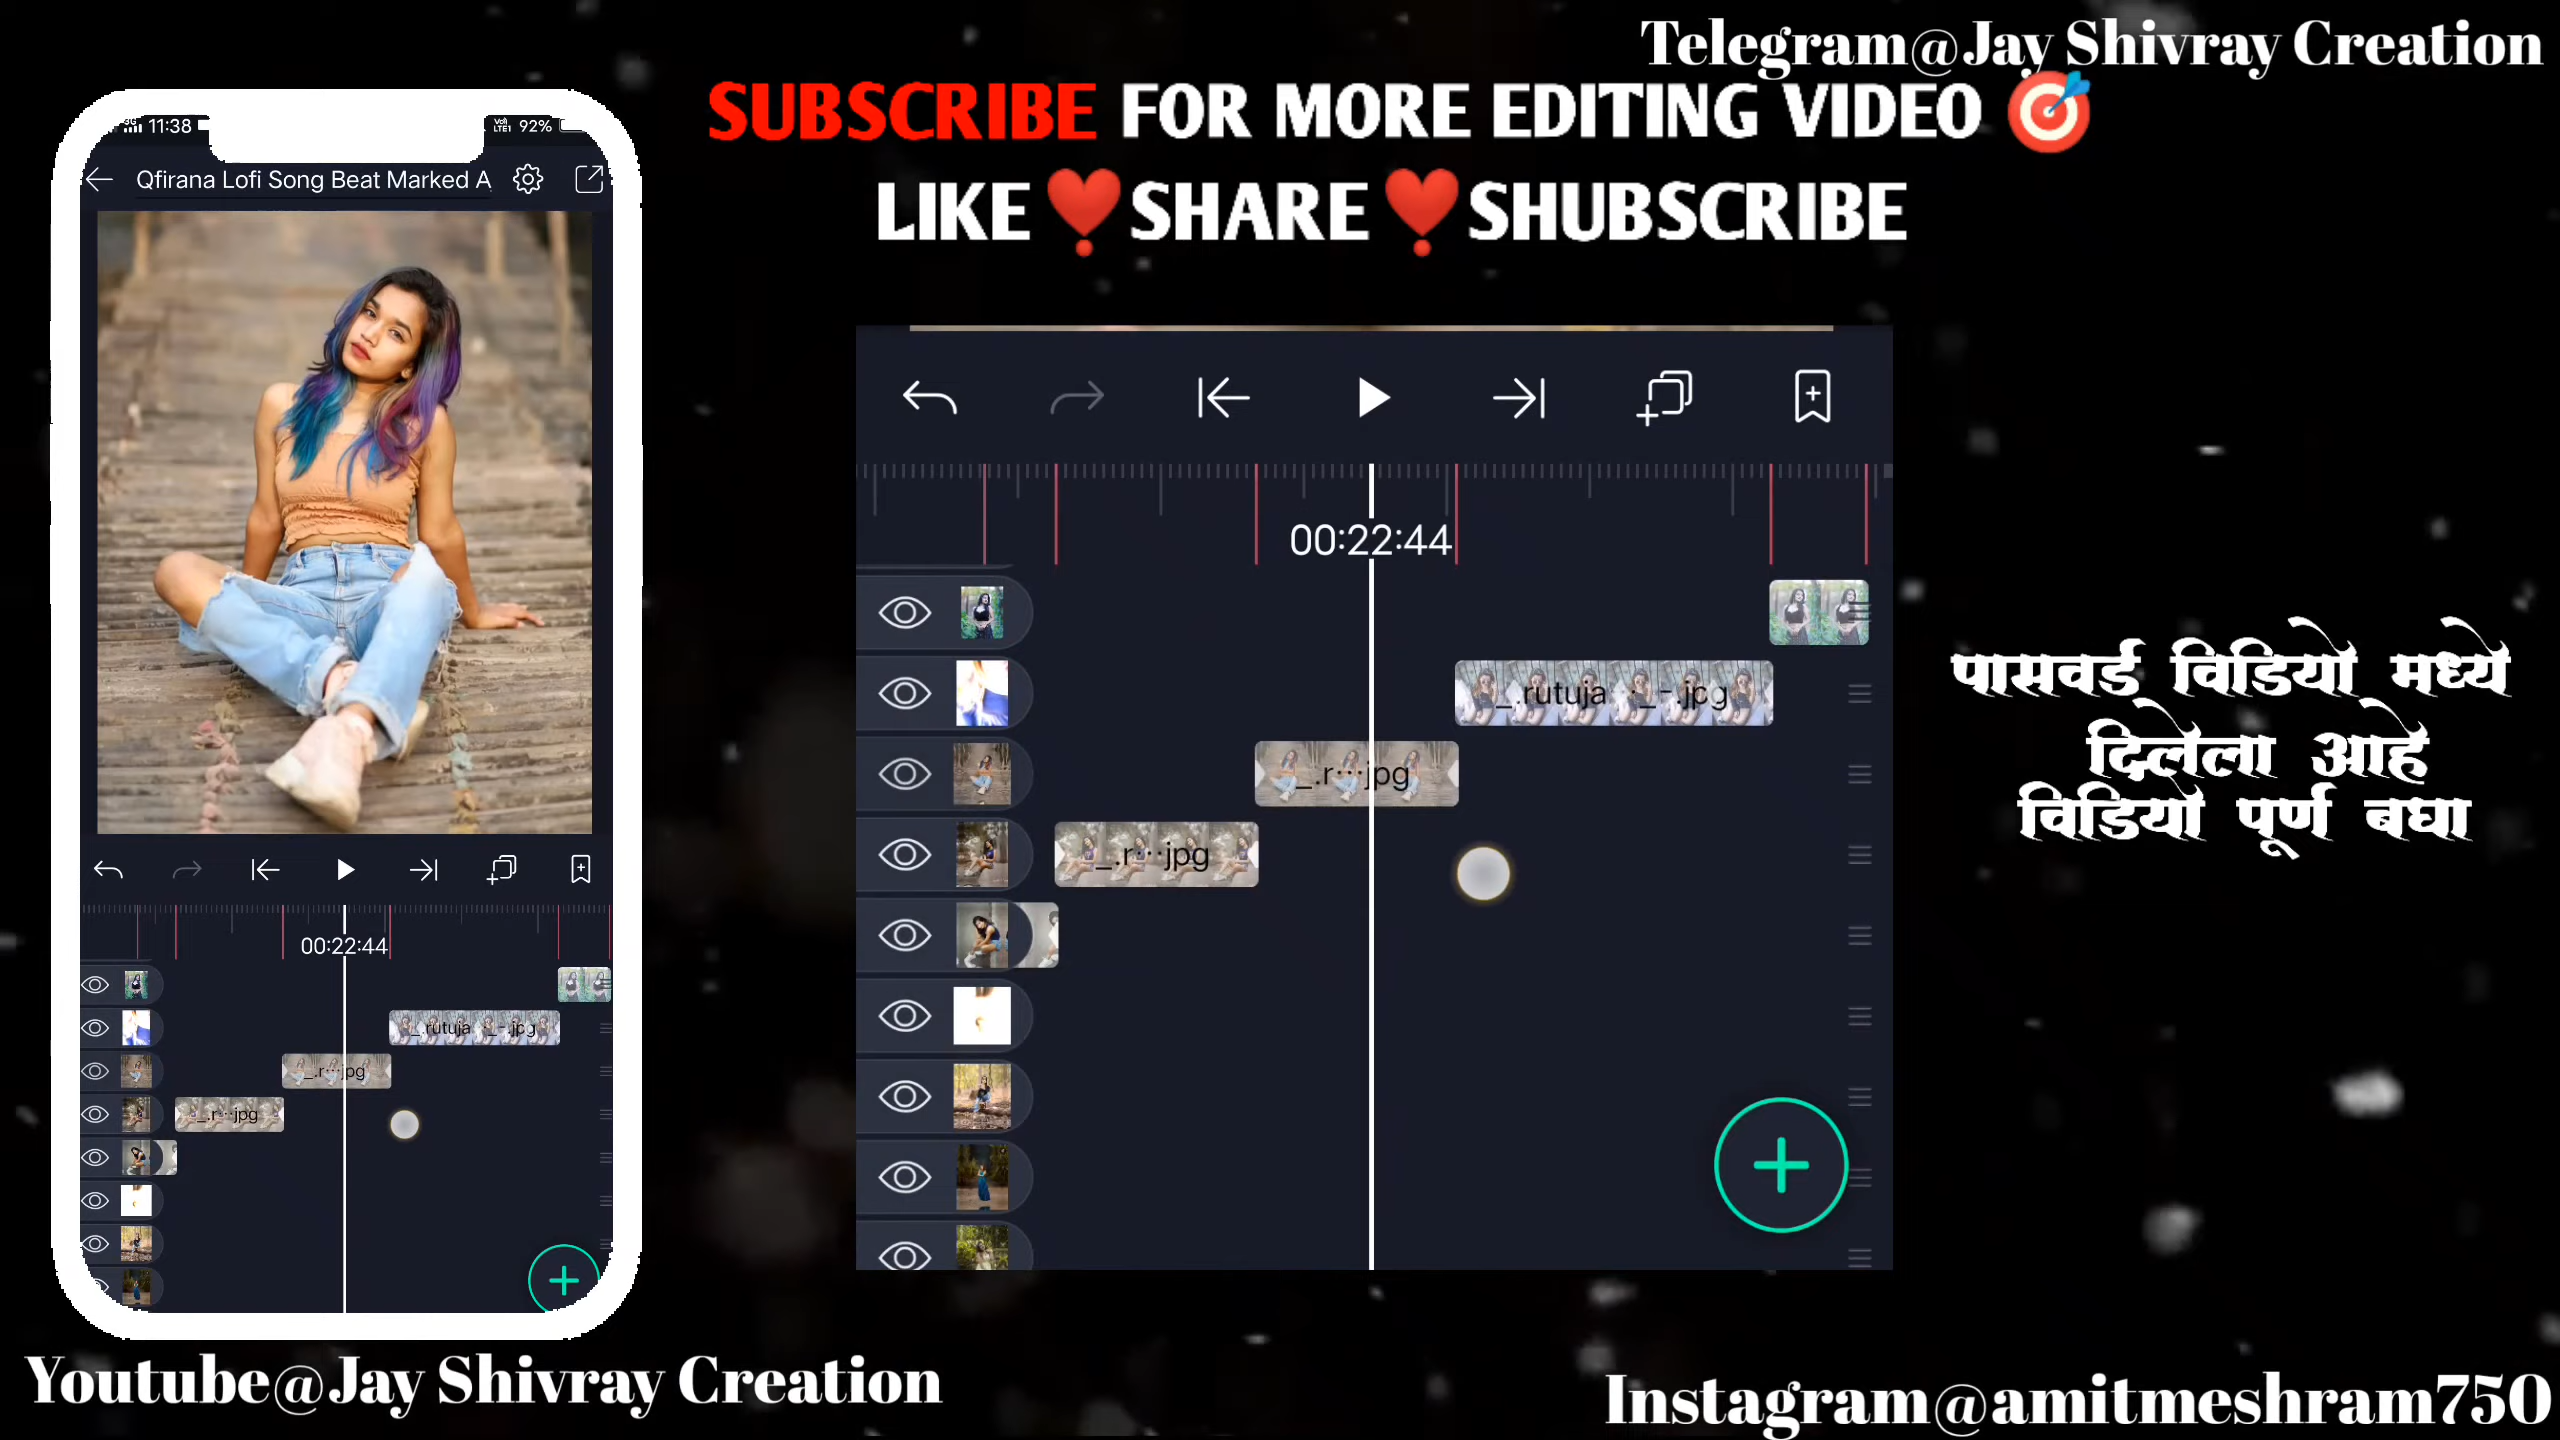 Telegram@Jay Shivray Creation
SUBSCRIBE FOR MORE EDITING VIDEO
LIKE SHARE SHUBSCRIBE
11:38
92%
Qfirana Lofi Song Beat Marked A
00:22:44
_.rutuja _-.jpg
_.r...jpg
_.r...jpg
00:22:44
_.rutuja _-.jpg
_.r...jpg
_.r...jpg
पासवर्ड विडियो मध्ये
दिलेला आहे
विडियो पूर्ण बघा
Youtube@Jay Shivray Creation
Instagram@amitmeshram750